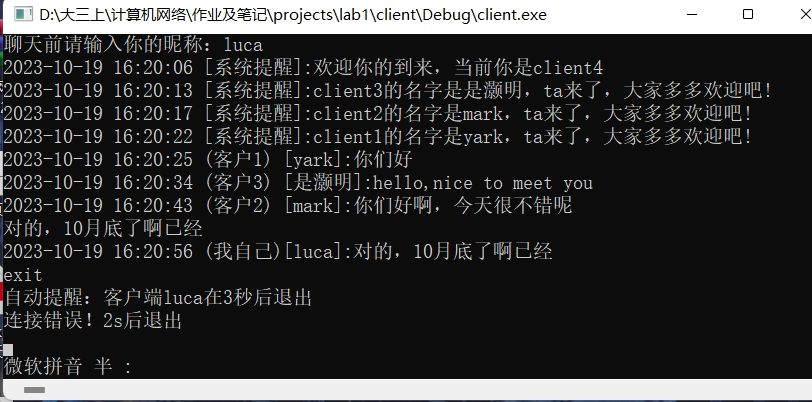 D:\大三上\计算机网络\作业及笔记\projects\lab1\client\Debug\client.exe
聊天前请输入你的昵称：luca
2023-10-19 16:20:06 [系统提醒]:欢迎你的到来，当前你是client4
2023-10-19 16:20:13 [系统提醒]:client3的名字是是灏明，ta来了，大家多多欢迎吧!
2023-10-19 16:20:17 [系统提醒]:client2的名字是mark，ta来了，大家多多欢迎吧!
2023-10-19 16:20:22 [系统提醒]:client1的名字是yark，ta来了，大家多多欢迎吧!
2023-10-19 16:20:25 (客户1) [yark]:你们好
2023-10-19 16:20:34 (客户3) [是灏明]:hello,nice to meet you
2023-10-19 16:20:43 (客户2) [mark]:你们好啊，今天很不错呢
对的，10月底了啊已经
2023-10-19 16:20:56 (我自己)[luca]:对的，10月底了啊已经
exit
自动提醒：客户端luca在3秒后退出
连接错误！2s后退出
微软拼音 半 :